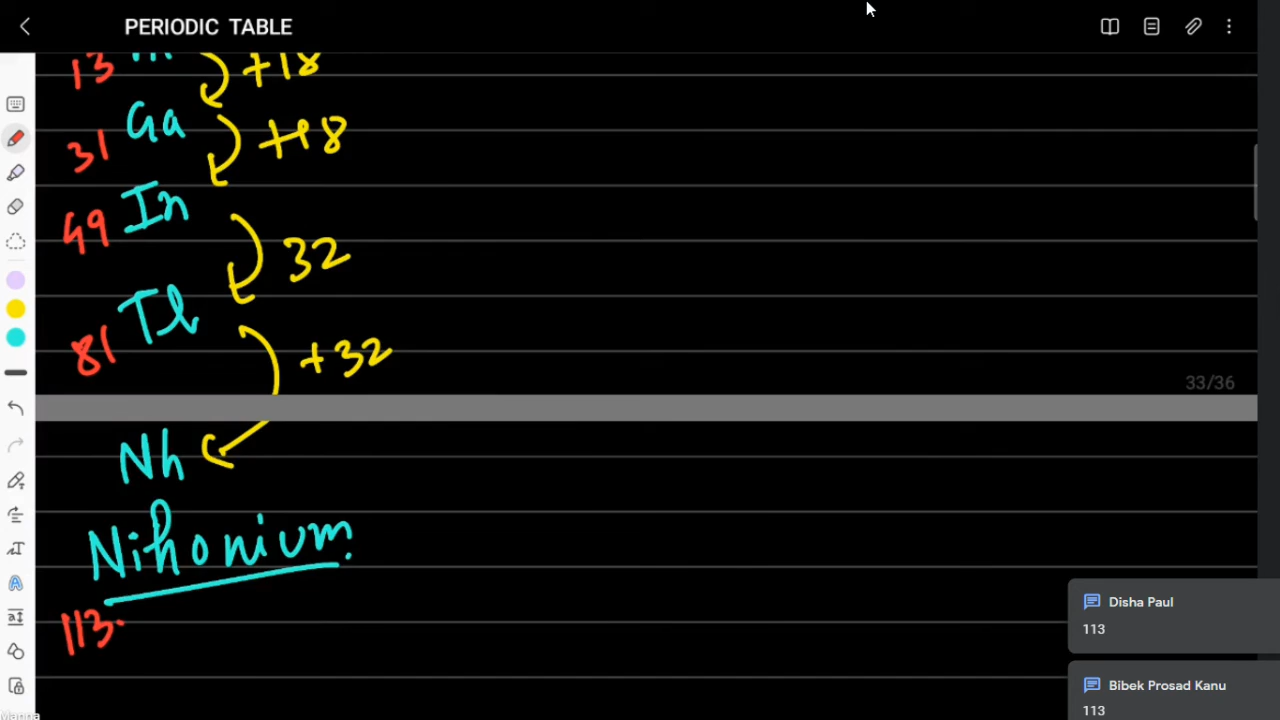 PERIODIC TABLE
13 +18
31 Ga +18
49 In
32
81 Tl
+32
33/36
Nh
Nihonium.
113.
Disha Paul
113
Bibek Prosad Kanu
113